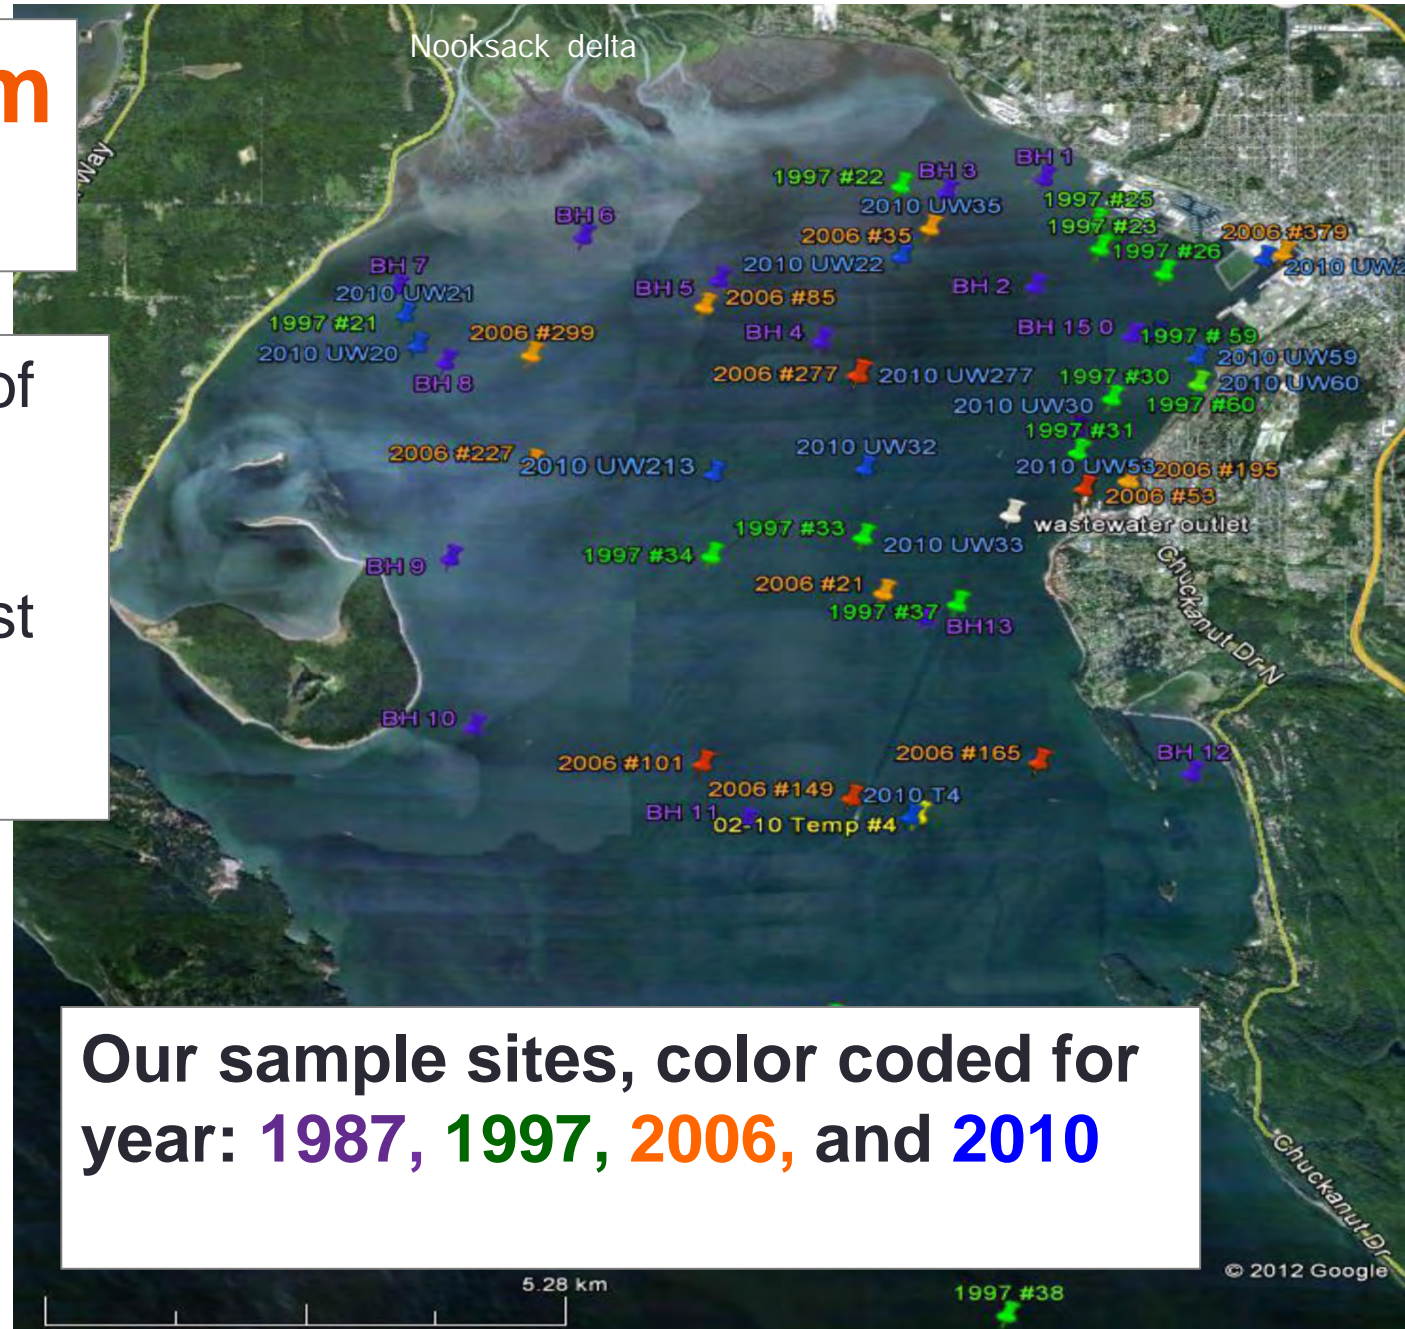 Nooksack delta
m
Way
BH 1
BH 3
1997 #22
1997 #25
2010 UW35
BH 6
1997 #23
2006 #35
2006 #379
1997 #26
BH 7
2010 UW22
BH 5
BH 2
2010 UW21
2006 #85
1997 #21
BH 15 0
2006 #299
BH 4
1997 # 59
2010 UW20
2010 UW59
of
BH 8
2006 #277
2010 UW277
1997 #30
2010 UW60
2010 UW30
1997 #60
1997 #31
2010 UW32
2006 #227
2010 UW213
2010 UW53
2006 #195
2006 #53
wastewater outlet
1997 #33
2010 UW33
1997 #34
BH 9
2006 #21
1997 #37
BH13
st
Chuckanut Dr N
BH 10
2006 #101
2006 #165
BH 12
2006 #149
2010 T4
BH 11
02-10 Temp #4
Our sample sites, color coded for
year: 1987, 1997, 2006, and 2010
Chuckanut Dr
© 2012 Google
5.28 km
1997 #38